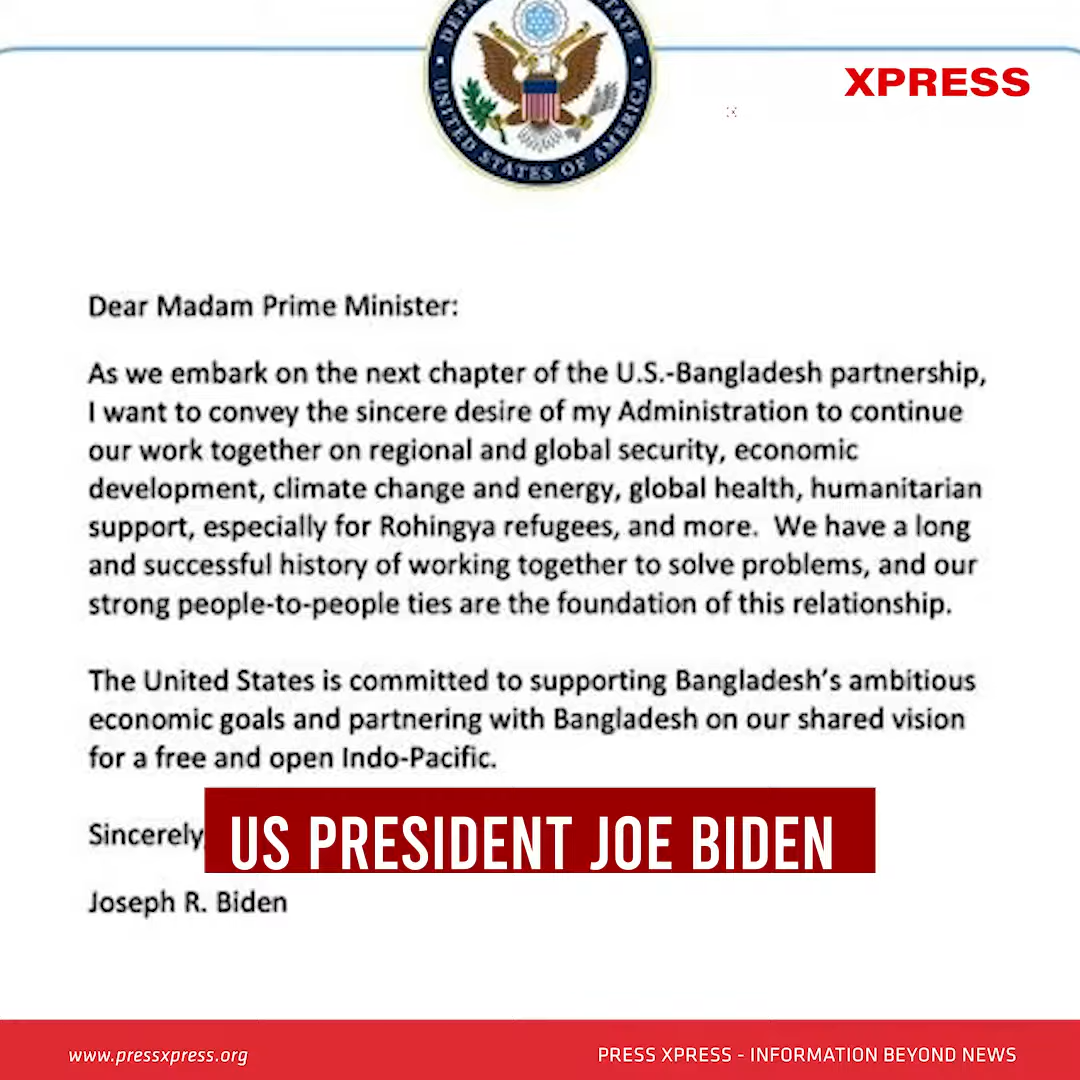 DEPA STATE
UNITED STATES OF AMERICA
XPRESS
Dear Madam Prime Minister:
As we embark on the next chapter of the U.S.-Bangladesh partnership,
I want to convey the sincere desire of my Administration to continue
our work together on regional and global security, economic
development, climate change and energy, global health, humanitarian
support, especially for Rohingya refugees, and more.  We have a long
and successful history of working together to solve problems, and our
strong people-to-people ties are the foundation of this relationship.
The United States is committed to supporting Bangladesh’s ambitious
economic goals and partnering with Bangladesh on our shared vision
for a free and open Indo-Pacific.
Sincerely
US PRESIDENT JOE BIDEN
Joseph R. Biden
www.pressxpress.org
PRESS XPRESS - INFORMATION BEYOND NEWS